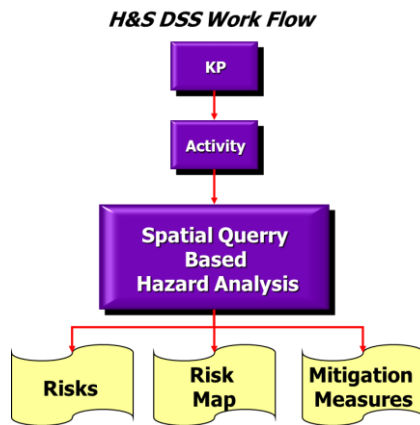 H&S DSS Work Flow
KP
Activity
Spatial Querry
Based
Hazard Analysis
Risks
Risk
Map
Mitigation
Measures